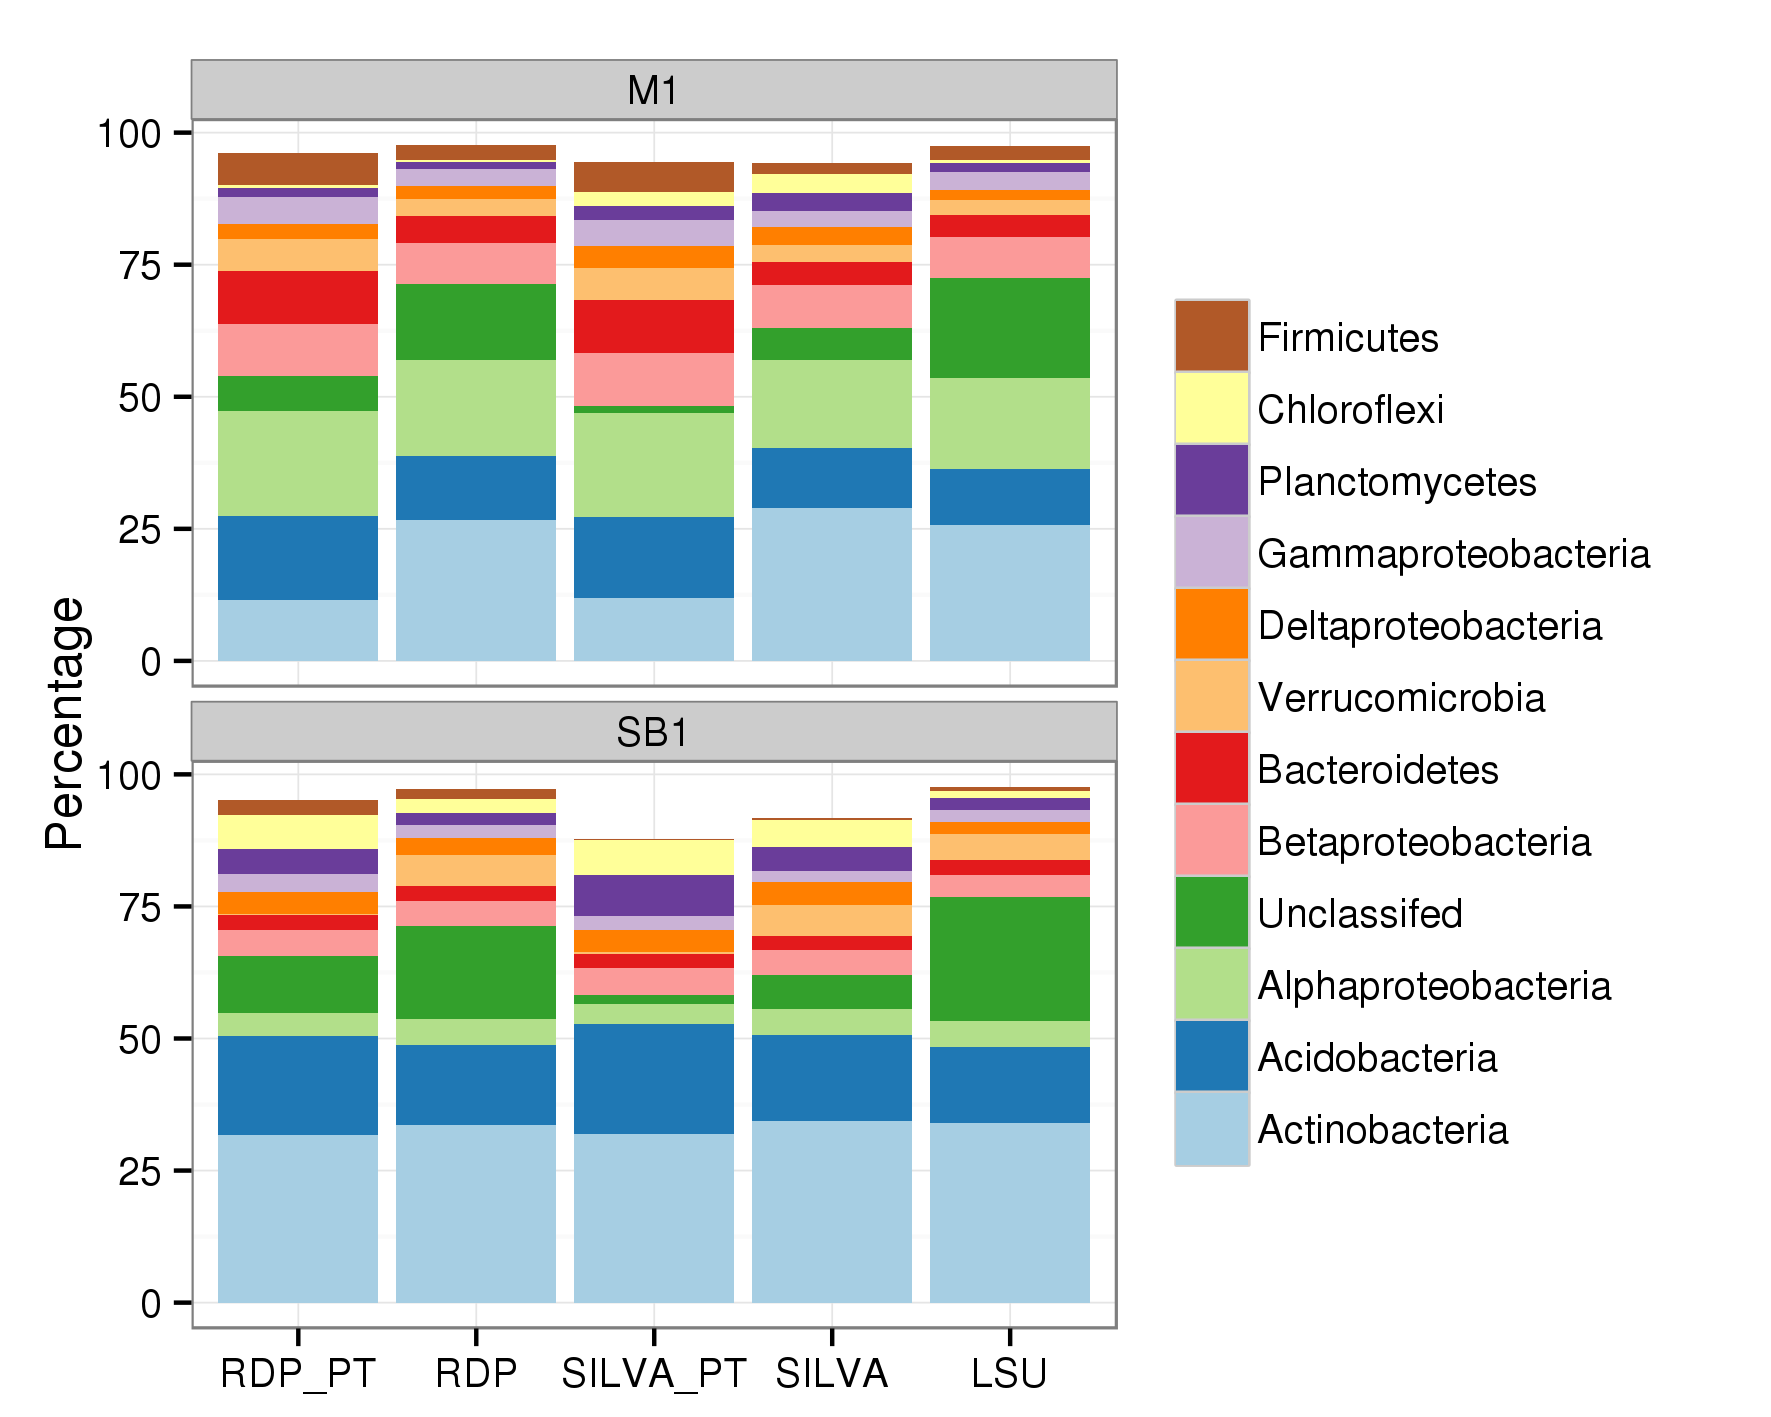 M1
100
75
50
25
0
SB1
100
75
50
25
0
Percentage
RDP_PT RDP SILVA_PT SILVA LSU
Firmicutes
Chloroflexi
Planctomycetes
Gammaproteobacteria
Deltaproteobacteria
Verrucomicrobia
Bacteroidetes
Betaproteobacteria
Unclassifed
Alphaproteobacteria
Acidobacteria
Actinobacteria